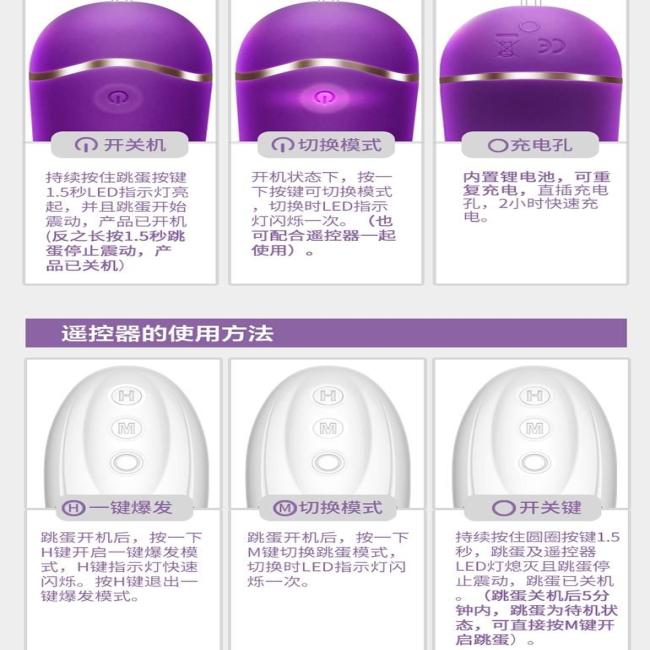 开关机
切换模式
充电孔
持续按住跳蛋按键
1.5秒LED指示灯亮
起，并且跳蛋开始
震动，产品已开机
(反之长按1.5秒跳
蛋停止震动，产
品已关机)
开机状态下，按一
下按键可切换模式
，切换时LED指示
灯闪烁一次。（也
可配合遥控器一起
使用）。
内置锂电池，可重
复充电，直插充电
孔，2小时快速充
电。
遥控器的使用方法
H
M
H
M
H
M
H 一键爆发
M 切换模式
开关键
跳蛋开机后，按一下
H键开启一键爆发模
式，H键指示灯快速
闪烁。按H键退出一
键爆发模式。
跳蛋开机后，按一下
M键切换跳蛋模式，
切换时LED指示灯闪
烁一次。
持续按住圆圈按键1.5
秒，跳蛋及遥控器
LED灯熄灭且跳蛋停
止震动，跳蛋已关机
。（跳蛋关机后5分
钟内，跳蛋为待机状
态，可直接按M键开
启跳蛋）。